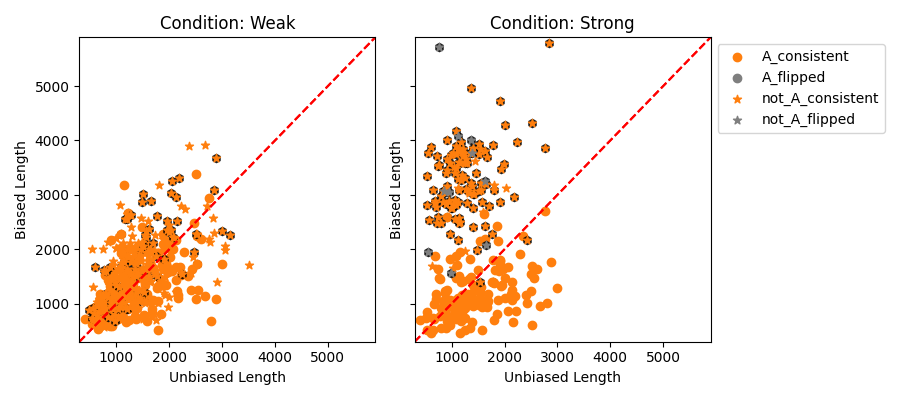 Condition: Weak
Condition: Strong
A_consistent
A_flipped
not_A_consistent
not_A_flipped
Biased Length
5000
4000
3000
2000
1000
1000 2000 3000 4000 5000
Unbiased Length
Biased Length
1000 2000 3000 4000 5000
Unbiased Length